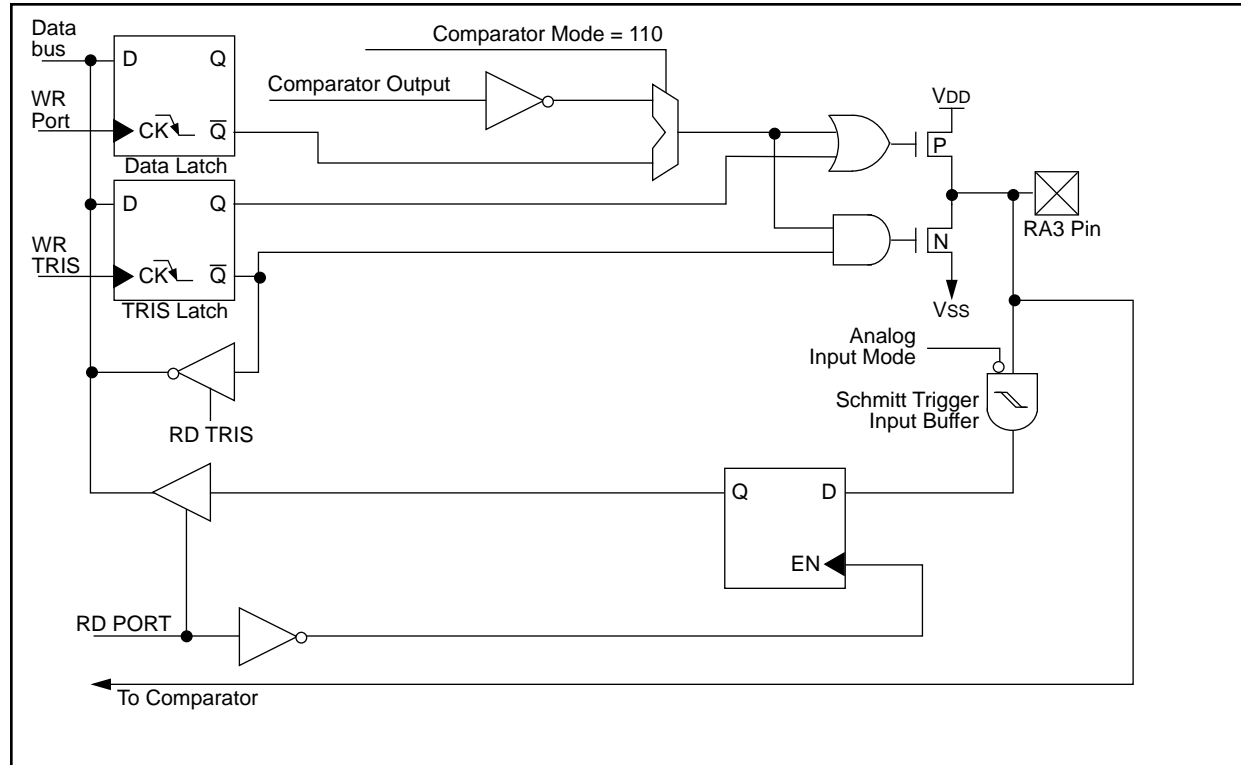 Data
bus
D
Q
WR
Port
CK
Q̅
Data Latch
D
Q
WR
TRIS
CK
Q̅
TRIS Latch
RD TRIS
Comparator Mode = 110
Comparator Output
VDD
P
N
VSS
RA3 Pin
Analog
Input Mode
Schmitt Trigger
Input Buffer
Q
D
EN
RD PORT
To Comparator